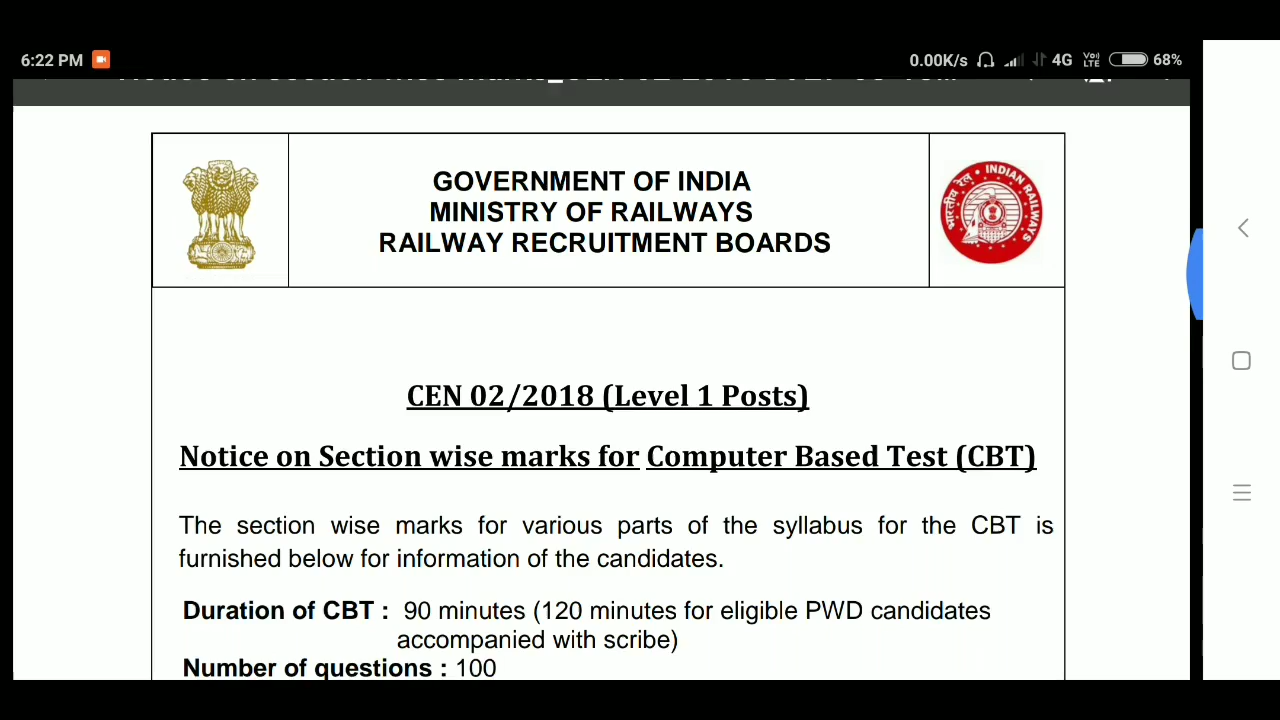 6:22 PM
0.00K/s 4G VoLTE 68%
GOVERNMENT OF INDIA
MINISTRY OF RAILWAYS
RAILWAY RECRUITMENT BOARDS
भारतीय रेल • INDIAN RAILWAYS
CEN 02/2018 (Level 1 Posts)
Notice on Section wise marks for Computer Based Test (CBT)
The section wise marks for various parts of the syllabus for the CBT is
furnished below for information of the candidates.
Duration of CBT : 90 minutes (120 minutes for eligible PWD candidates
accompanied with scribe)
Number of questions : 100